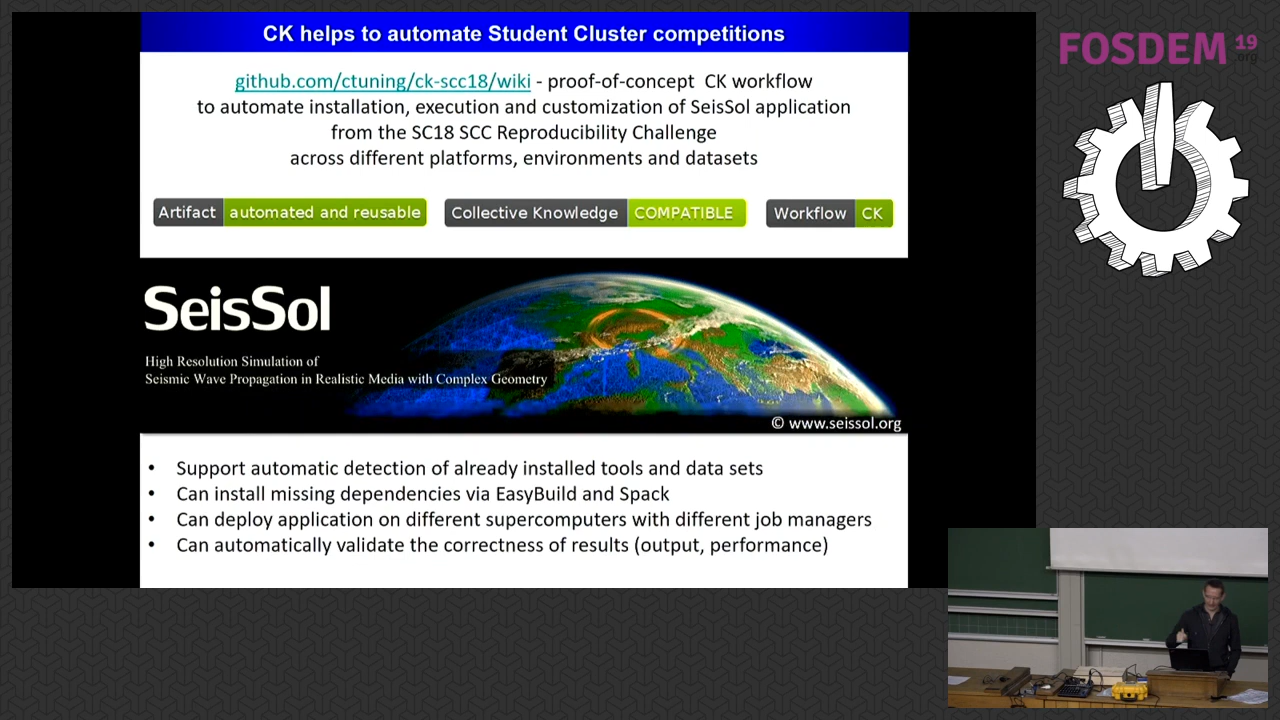 CK helps to automate Student Cluster competitions
github.com/ctuning/ck-scc18/wiki - proof-of-concept CK workflow
to automate installation, execution and customization of SeisSol application
from the SC18 SCC Reproducibility Challenge
across different platforms, environments and datasets
Artifact automated and reusable
Collective Knowledge COMPATIBLE
Workflow CK
SeisSol
High Resolution Simulation of
Seismic Wave Propagation in Realistic Media with Complex Geometry
© www.seissol.org
• Support automatic detection of already installed tools and data sets
• Can install missing dependencies via EasyBuild and Spack
• Can deploy application on different supercomputers with different job managers
• Can automatically validate the correctness of results (output, performance)
FOSDEM 19
.org